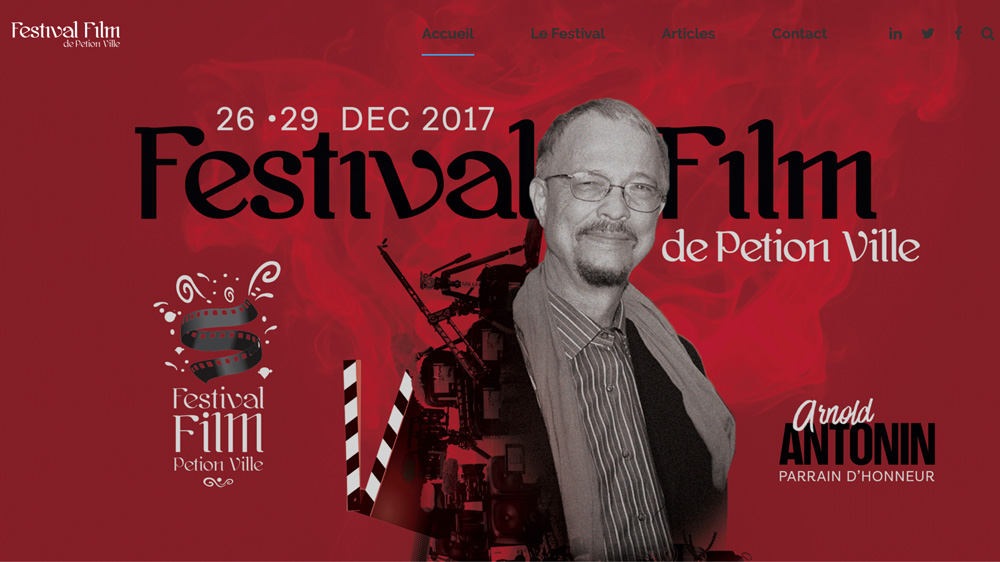 Festival Film
de Petion Ville
Accueil
Le Festival
Articles
Contact
26 •29 DEC 2017
Festival Film
de Petion Ville
Festival
FilM
Petion Ville
Arnold
ANTONIN
PARRAIN D'HONNEUR